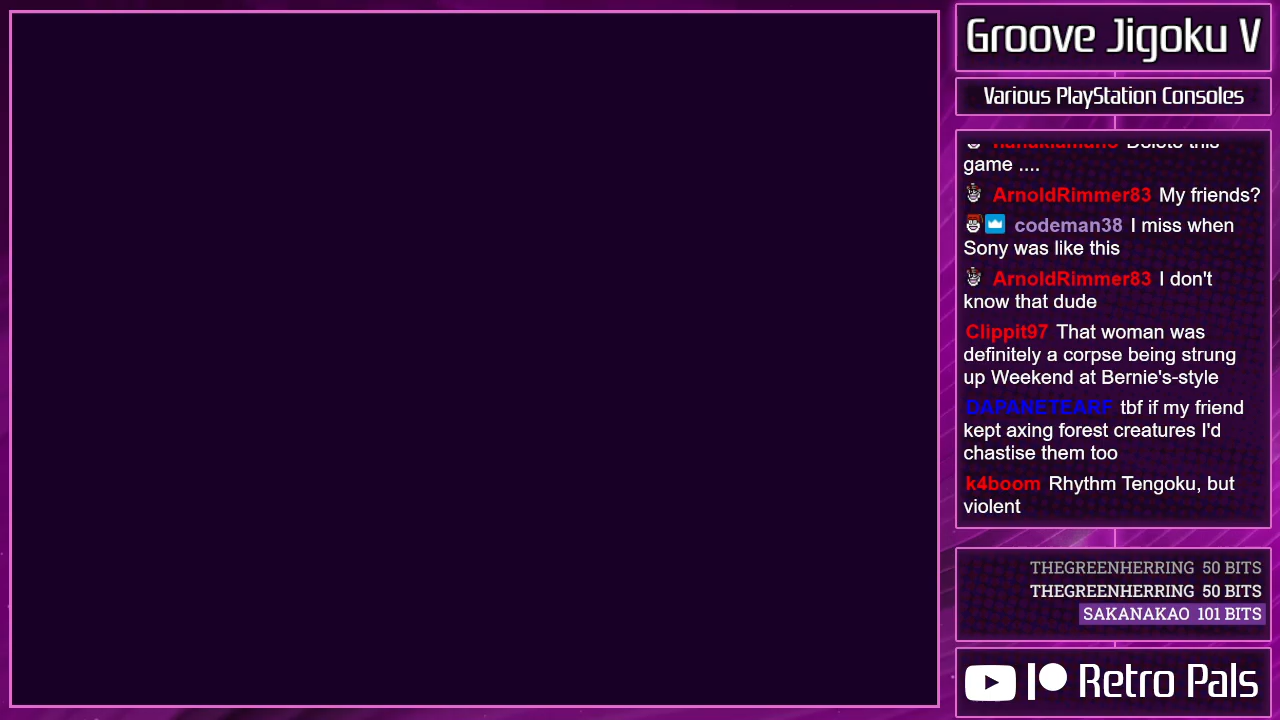 Groove Jigoku V
Various PlayStation Consoles
game ....
ArnoldRimmer83 My friends?
codeman38 I miss when
Sony was like this
ArnoldRimmer83 I don't
know that dude
Clippit97 That woman was
definitely a corpse being strung
up Weekend at Bernie's-style
DAPANETEARF tbf if my friend
kept axing forest creatures I'd
chastise them too
k4boom Rhythm Tengoku, but
violent
THEGREENHERRING 50 BITS
THEGREENHERRING 50 BITS
SAKANAKAO 101 BITS
Retro Pals